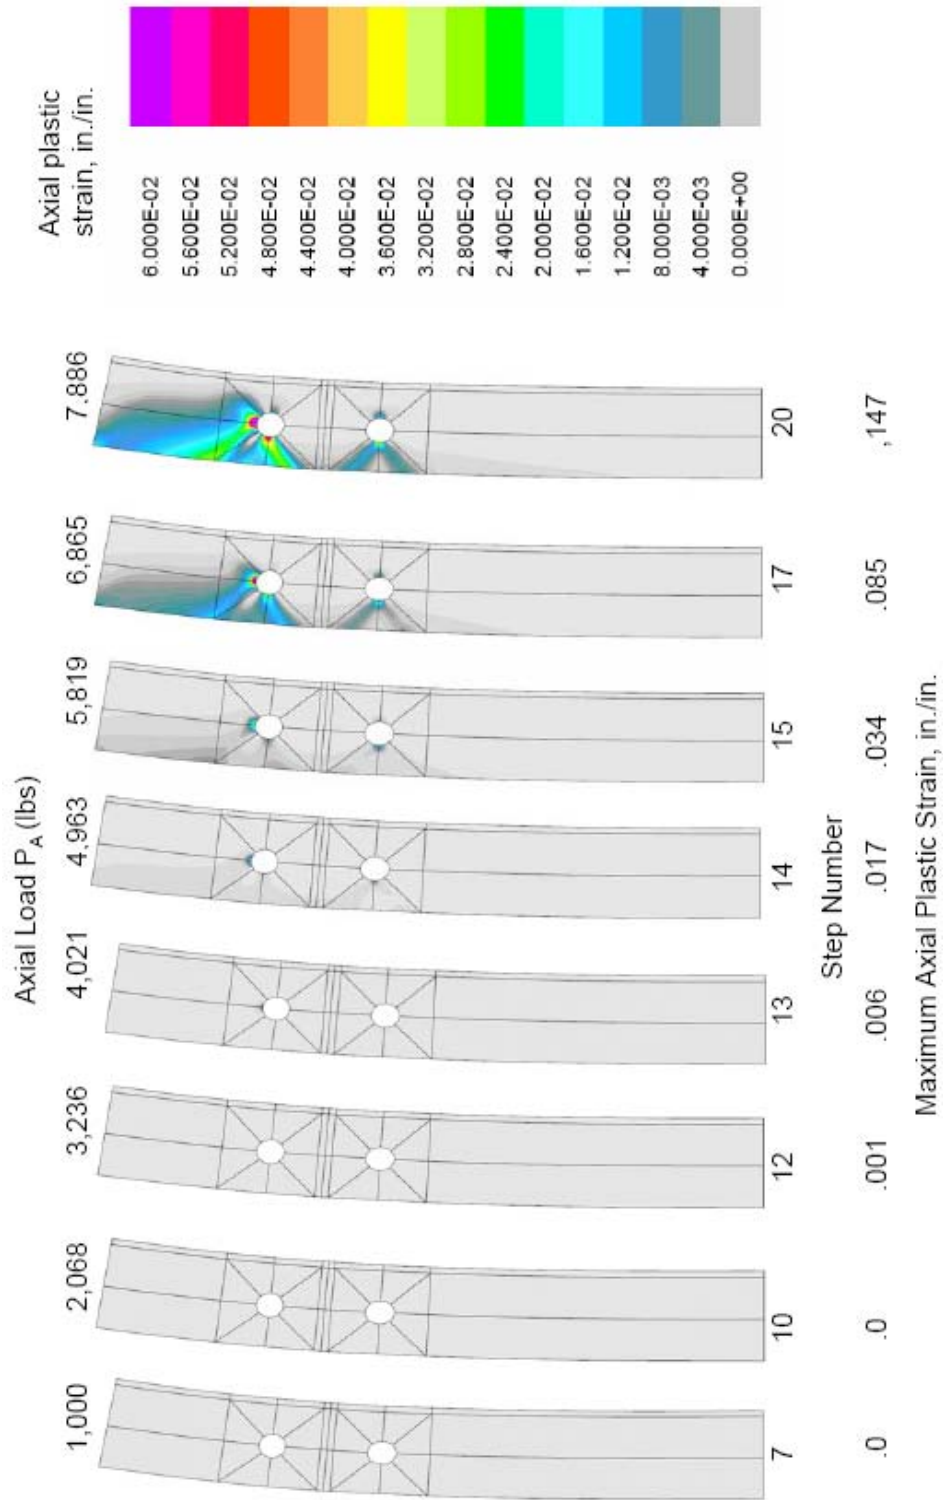 Axial plastic
strain, in./in.
6.000E-02
5.600E-02
5.200E-02
4.800E-02
4.400E-02
4.000E-02
3.600E-02
3.200E-02
2.800E-02
2.400E-02
2.000E-02
1.600E-02
1.200E-02
8.000E-03
4.000E-03
0.000E+00
Axial Load P_A (lbs)
1,000 2,068 3,236 4,021 4,963 5,819 6,865 7.886
7 10 12 13 14 15 17 20
Step Number
.0 .0 .001 .006 .017 .034 .085 ,147
Maximum Axial Plastic Strain, in./in.